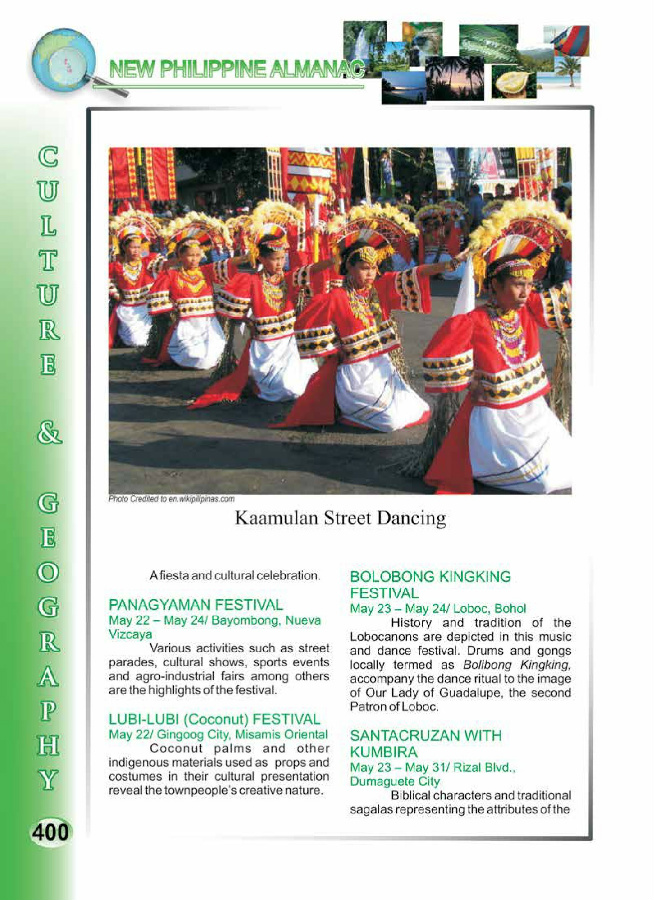 NEW PHILIPPINE ALMANAC
CULTURE & GEOGRAPHY
Photo Credited to en.wikipilipinas.com
Kaamulan Street Dancing
A fiesta and cultural celebration.
PANAGYAMAN FESTIVAL
May 22 – May 24/ Bayombong, Nueva
Vizcaya
Various activities such as street
parades, cultural shows, sports events
and agro-industrial fairs among others
are the highlights of the festival.
LUBI-LUBI (Coconut) FESTIVAL
May 22/ Gingoog City, Misamis Oriental
Coconut palms and other
indigenous materials used as props and
costumes in their cultural presentation
reveal the townpeople's creative nature.
BOLOBONG KINGKING
FESTIVAL
May 23 – May 24/ Loboc, Bohol
History and tradition of the
Lobocanons are depicted in this music
and dance festival. Drums and gongs
locally termed as Bolibong Kingking,
accompany the dance ritual to the image
of Our Lady of Guadalupe, the second
Patron of Loboc.
SANTACRUZAN WITH
KUMBIRA
May 23 – May 31/ Rizal Blvd.,
Dumaguete City
Biblical characters and traditional
sagalas representing the attributes of the
400